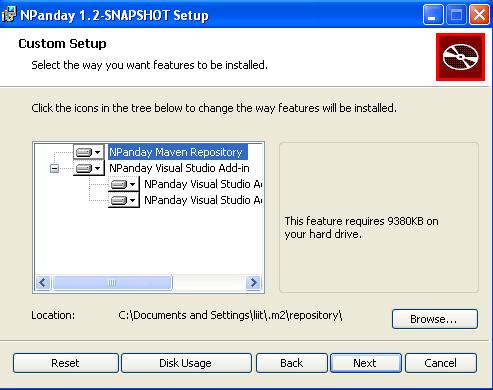 NPanday 1.2-SNAPSHOT Setup
Custom Setup
Select the way you want features to be installed.
Click the icons in the tree below to change the way features will be installed.
NPanday Maven Repository
NPanday Visual Studio Add-in
NPanday Visual Studio A
NPanday Visual Studio A
This feature requires 9380KB on
your hard drive.
Location: C:\Documents and Settings\liit\.m2\repository\
Browse...
Reset Disk Usage Back Next Cancel